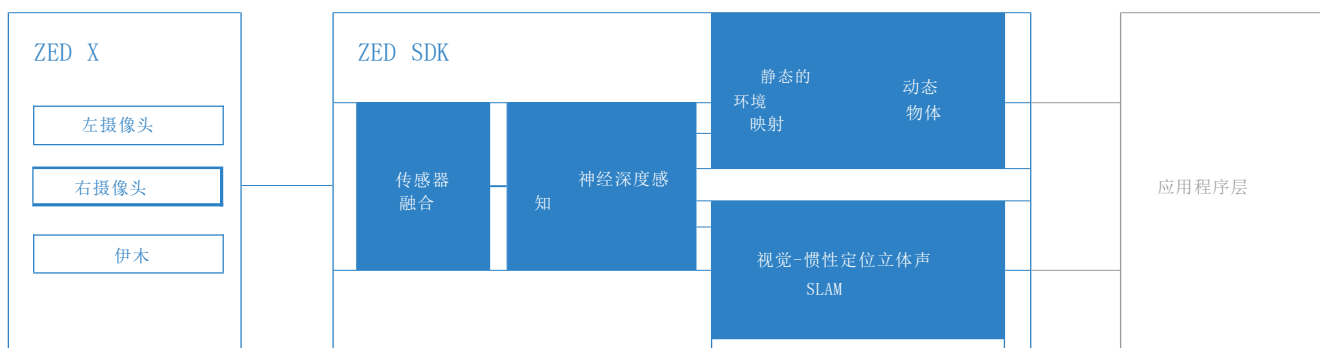 ZED X
左摄像头
右摄像头
伊木
ZED SDK
传感器
融合
神经深度感
知
静态的
环境
映射
动态
物体
视觉-惯性定位立体声
SLAM
应用程序层